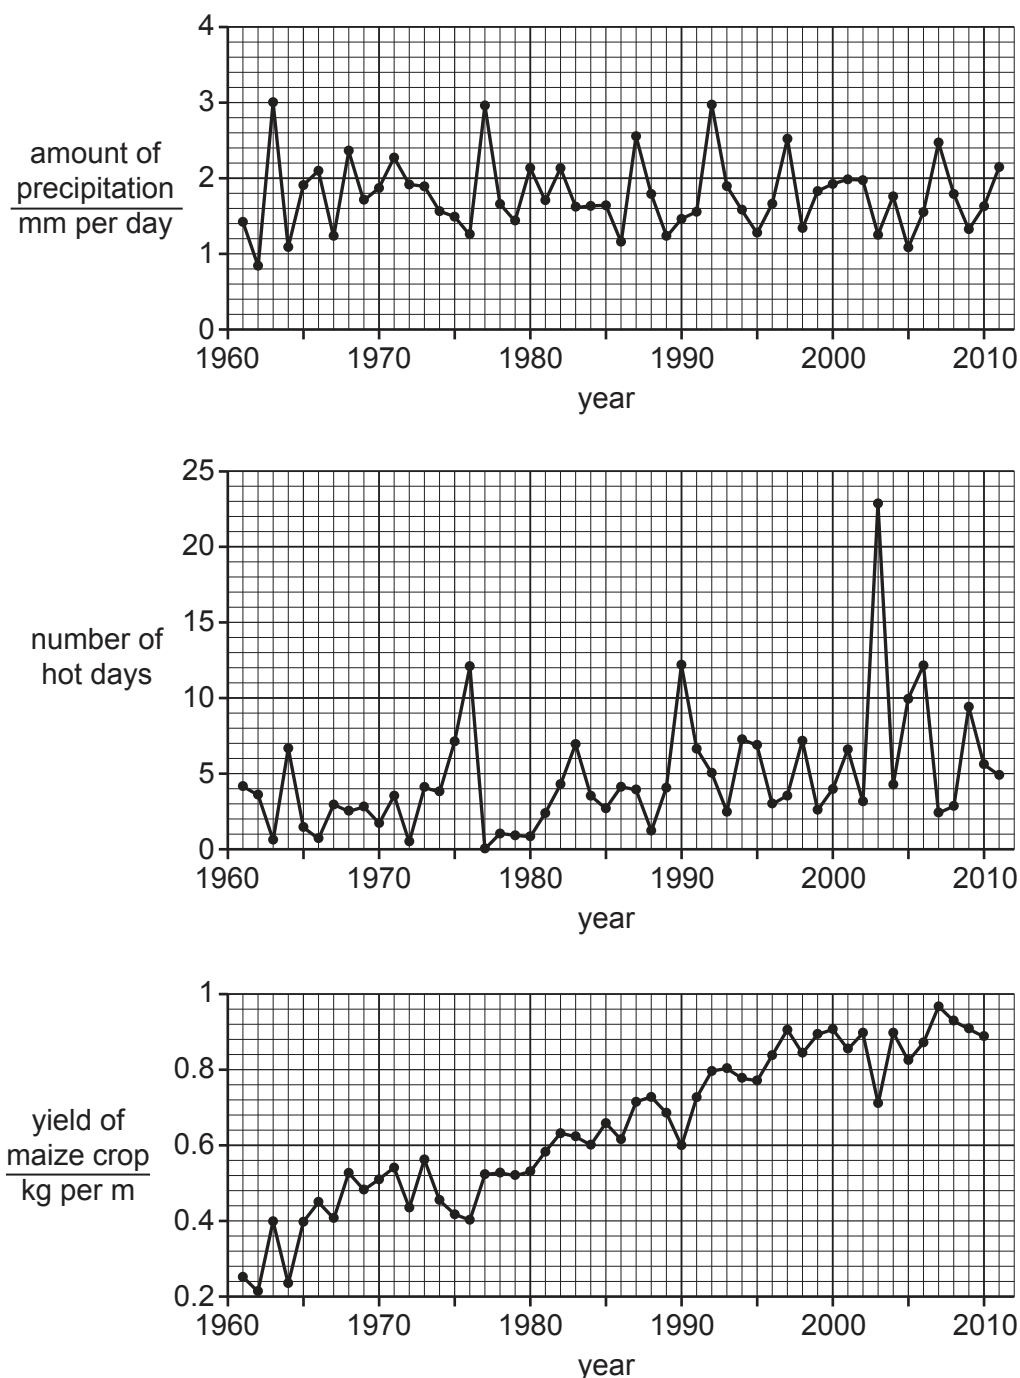 4
3
amount of
precipitation
mm per day
2
1
0
1960 1970 1980 1990 2000 2010
year
25
20
15
number of
hot days
10
5
0
1960 1970 1980 1990 2000 2010
year
1
0.8
yield of
maize crop
kg per m
0.6
0.4
0.2
1960 1970 1980 1990 2000 2010
year